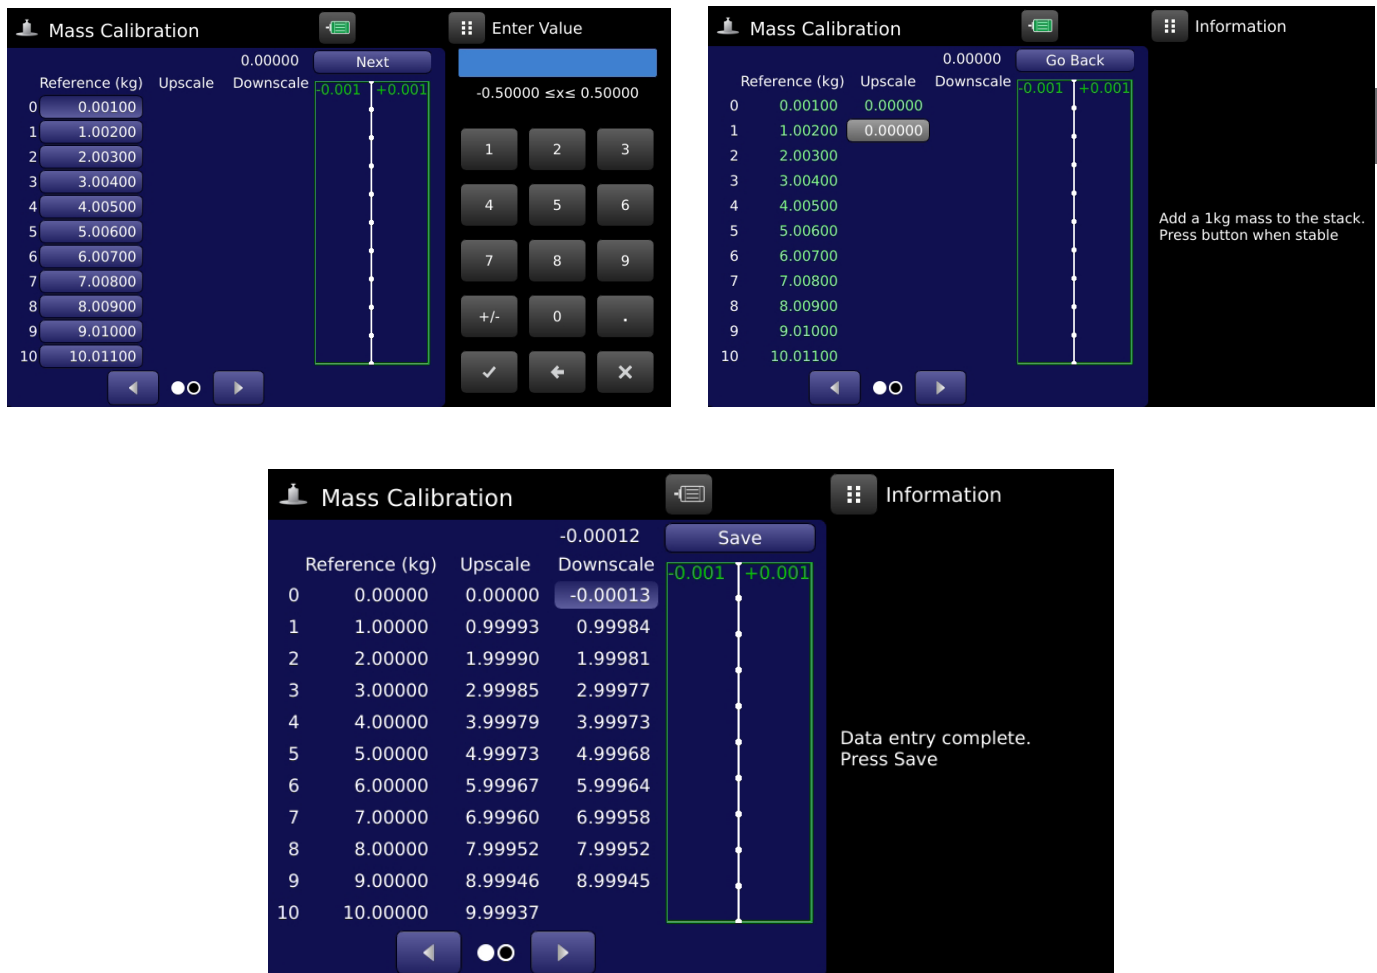 Mass Calibration
Enter Value
0.00000 Next
Reference (kg) Upscale Downscale
-0.001 +0.001
-0.50000 ≤x≤ 0.50000
0 0.00100
1 1.00200
2 2.00300
3 3.00400
4 4.00500
5 5.00600
6 6.00700
7 7.00800
8 8.00900
9 9.01000
10 10.01100
1 2 3
4 5 6
7 8 9
+/- 0 .
Mass Calibration
Information
0.00000 Go Back
Reference (kg) Upscale Downscale
-0.001 +0.001
0 0.00100 0.00000
1 1.00200 0.00000
2 2.00300
3 3.00400
4 4.00500
5 5.00600
6 6.00700
7 7.00800
8 8.00900
9 9.01000
10 10.01100
Add a 1kg mass to the stack.
Press button when stable
Mass Calibration
Information
-0.00012 Save
Reference (kg) Upscale Downscale
-0.001 +0.001
0 0.00000 0.00000 -0.00013
1 1.00000 0.99993 0.99984
2 2.00000 1.99990 1.99981
3 3.00000 2.99985 2.99977
4 4.00000 3.99979 3.99973
5 5.00000 4.99973 4.99968
6 6.00000 5.99967 5.99964
7 7.00000 6.99960 6.99958
8 8.00000 7.99952 7.99952
9 9.00000 8.99946 8.99945
10 10.00000 9.99937
Data entry complete.
Press Save